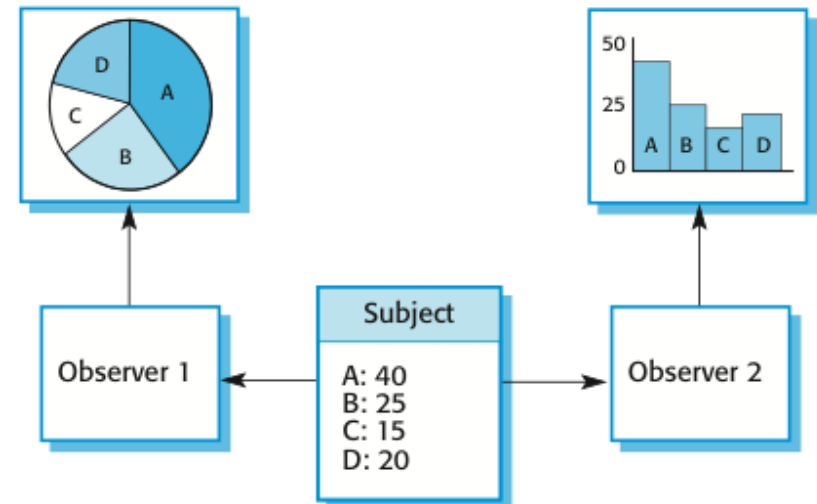 D
A
C
B
50
25
0
A B C D
Observer 1
Subject
A: 40
B: 25
C: 15
D: 20
Observer 2